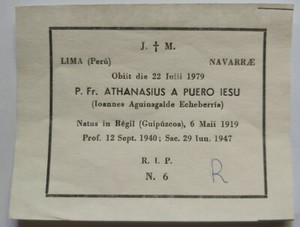 J. † M.
LIMA (Perú) NAVARRÆ
Obiit die 22 Iulii 1979
P. Fr. ATHANASIUS A PUERO IESU
(Ioannes Aguinagalde Echeberría)
Natus in Régil (Guipúzcoa), 6 Maii 1919
Prof. 12 Sept. 1940; Sac. 29 Iun. 1947
R. I. P.
N. 6 R